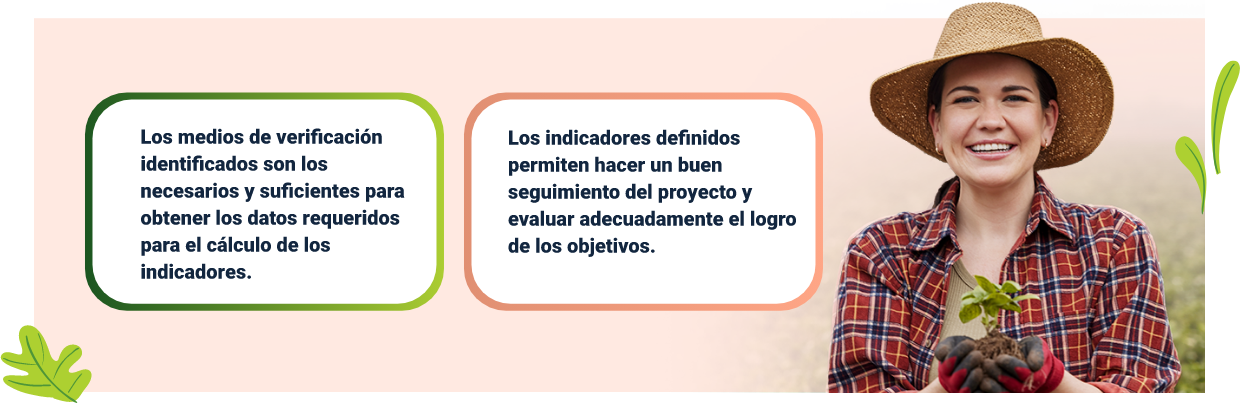 Los medios de verificación
identificados son los
necesarios y suficientes para
obtener los datos requeridos
para el cálculo de los
indicadores.
Los indicadores definidos
permiten hacer un buen
seguimiento del proyecto y
evaluar adecuadamente el logro
de los objetivos.